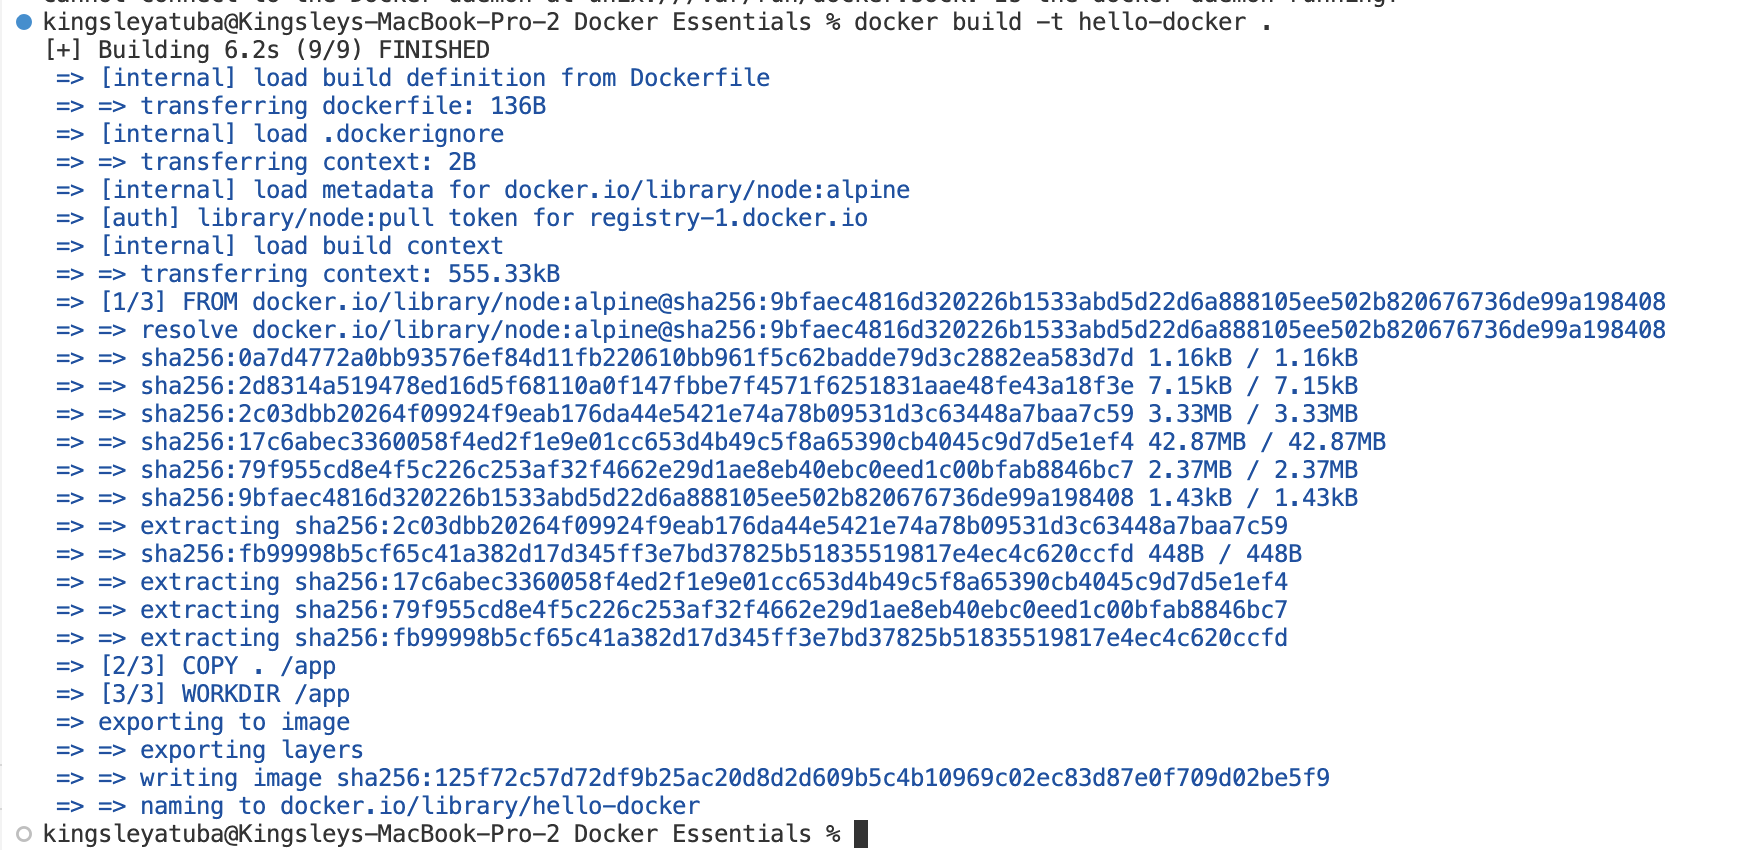 kingsleyatuba@Kingsleys-MacBook-Pro-2 Docker Essentials % docker build -t hello-docker .
[+] Building 6.2s (9/9) FINISHED
=> [internal] load build definition from Dockerfile
=> => transferring dockerfile: 136B
=> [internal] load .dockerignore
=> => transferring context: 2B
=> [internal] load metadata for docker.io/library/node:alpine
=> [auth] library/node:pull token for registry-1.docker.io
=> [internal] load build context
=> => transferring context: 555.33kB
=> [1/3] FROM docker.io/library/node:alpine@sha256:9bfaec4816d320226b1533abd5d22d6a888105ee502b820676736de99a198408
=> => resolve docker.io/library/node:alpine@sha256:9bfaec4816d320226b1533abd5d22d6a888105ee502b820676736de99a198408
=> => sha256:0a7d4772a0bb93576ef84d11fb220610bb961f5c62badde79d3c2882ea583d7d 1.16kB / 1.16kB
=> => sha256:2d8314a519478ed16d5f68110a0f147fbbe7f4571f6251831aae48fe43a18f3e 7.15kB / 7.15kB
=> => sha256:2c03dbb20264f09924f9eab176da44e5421e74a78b09531d3c63448a7baa7c59 3.33MB / 3.33MB
=> => sha256:17c6abec3360058f4ed2f1e9e01cc653d4b49c5f8a65390cb4045c9d7d5e1ef4 42.87MB / 42.87MB
=> => sha256:79f955cd8e4f5c226c253af32f4662e29d1ae8eb40ebc0eed1c00bfab8846bc7 2.37MB / 2.37MB
=> => sha256:9bfaec4816d320226b1533abd5d22d6a888105ee502b820676736de99a198408 1.43kB / 1.43kB
=> => extracting sha256:2c03dbb20264f09924f9eab176da44e5421e74a78b09531d3c63448a7baa7c59
=> => sha256:fb99998b5cf65c41a382d17d345ff3e7bd37825b51835519817e4ec4c620ccfd 448B / 448B
=> => extracting sha256:17c6abec3360058f4ed2f1e9e01cc653d4b49c5f8a65390cb4045c9d7d5e1ef4
=> => extracting sha256:79f955cd8e4f5c226c253af32f4662e29d1ae8eb40ebc0eed1c00bfab8846bc7
=> => extracting sha256:fb99998b5cf65c41a382d17d345ff3e7bd37825b51835519817e4ec4c620ccfd
=> [2/3] COPY . /app
=> [3/3] WORKDIR /app
=> exporting to image
=> => exporting layers
=> => writing image sha256:125f72c57d72df9b25ac20d8d2d609b5c4b10969c02ec83d87e0f709d02be5f9
=> => naming to docker.io/library/hello-docker
kingsleyatuba@Kingsleys-MacBook-Pro-2 Docker Essentials %